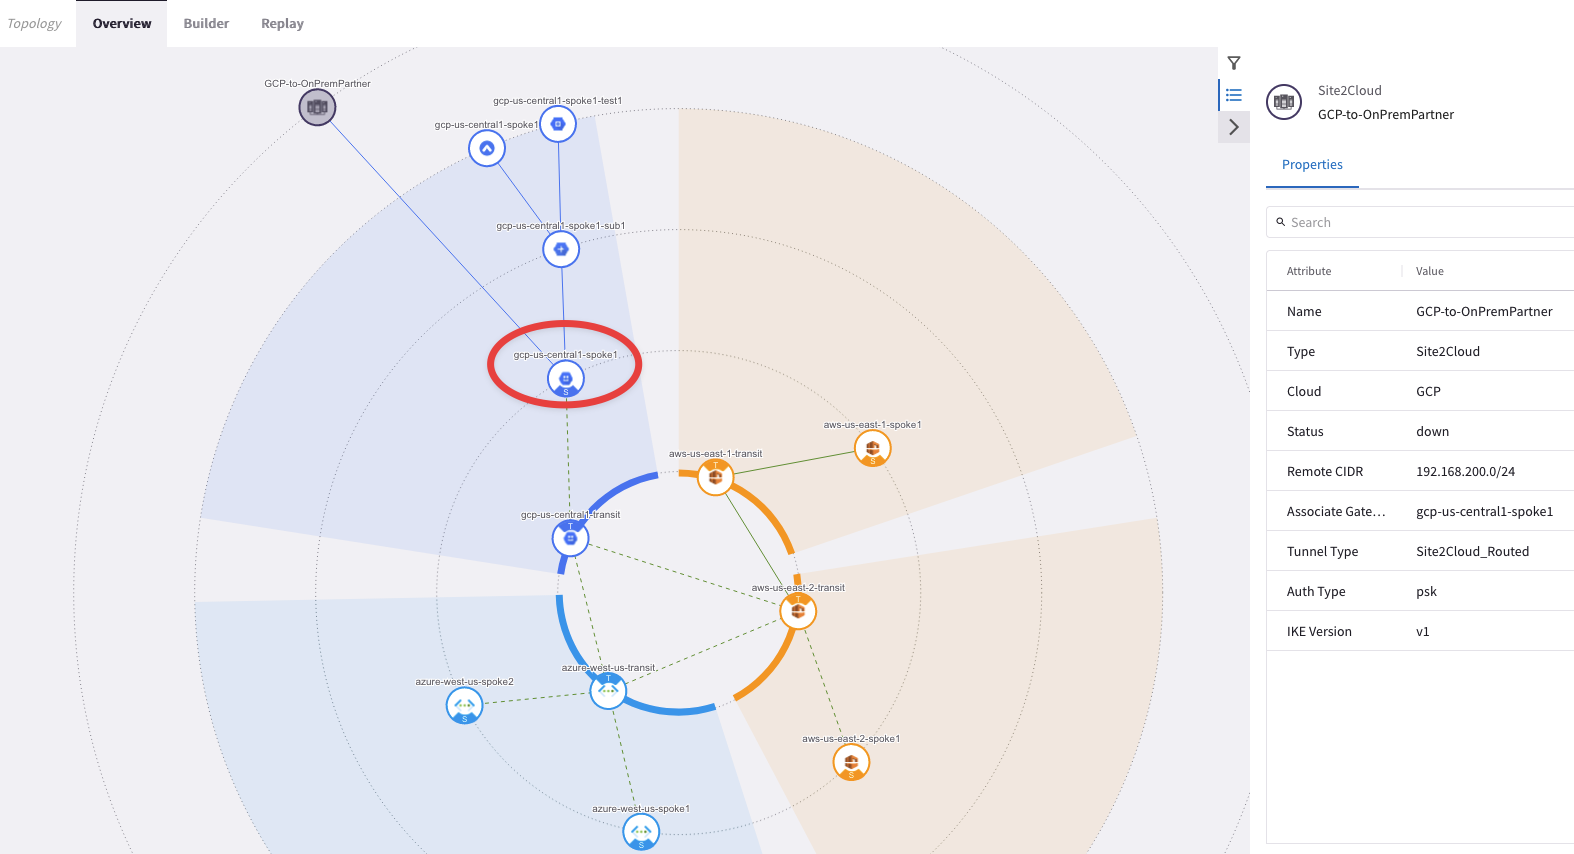 Topology Overview Builder Replay
GCP-to-OnPremPartner
gcp-us-central1-spoke1-test1
gcp-us-central1-spoke1
gcp-us-central1-spoke1-sub1
gcp-us-central1-spoke1
S
aws-us-east-1-spoke1
S
aws-us-east-1-transit
T
gcp-us-central1-transit
T
aws-us-east-2-transit
T
azure-west-us-transit
T
azure-west-us-spoke2
S
aws-us-east-2-spoke1
S
azure-west-us-spoke1
S
Site2Cloud
GCP-to-OnPremPartner
Properties
Search
Attribute Value
Name GCP-to-OnPremPartner
Type Site2Cloud
Cloud GCP
Status down
Remote CIDR 192.168.200.0/24
Associate Gate... gcp-us-central1-spoke1
Tunnel Type Site2Cloud_Routed
Auth Type psk
IKE Version v1